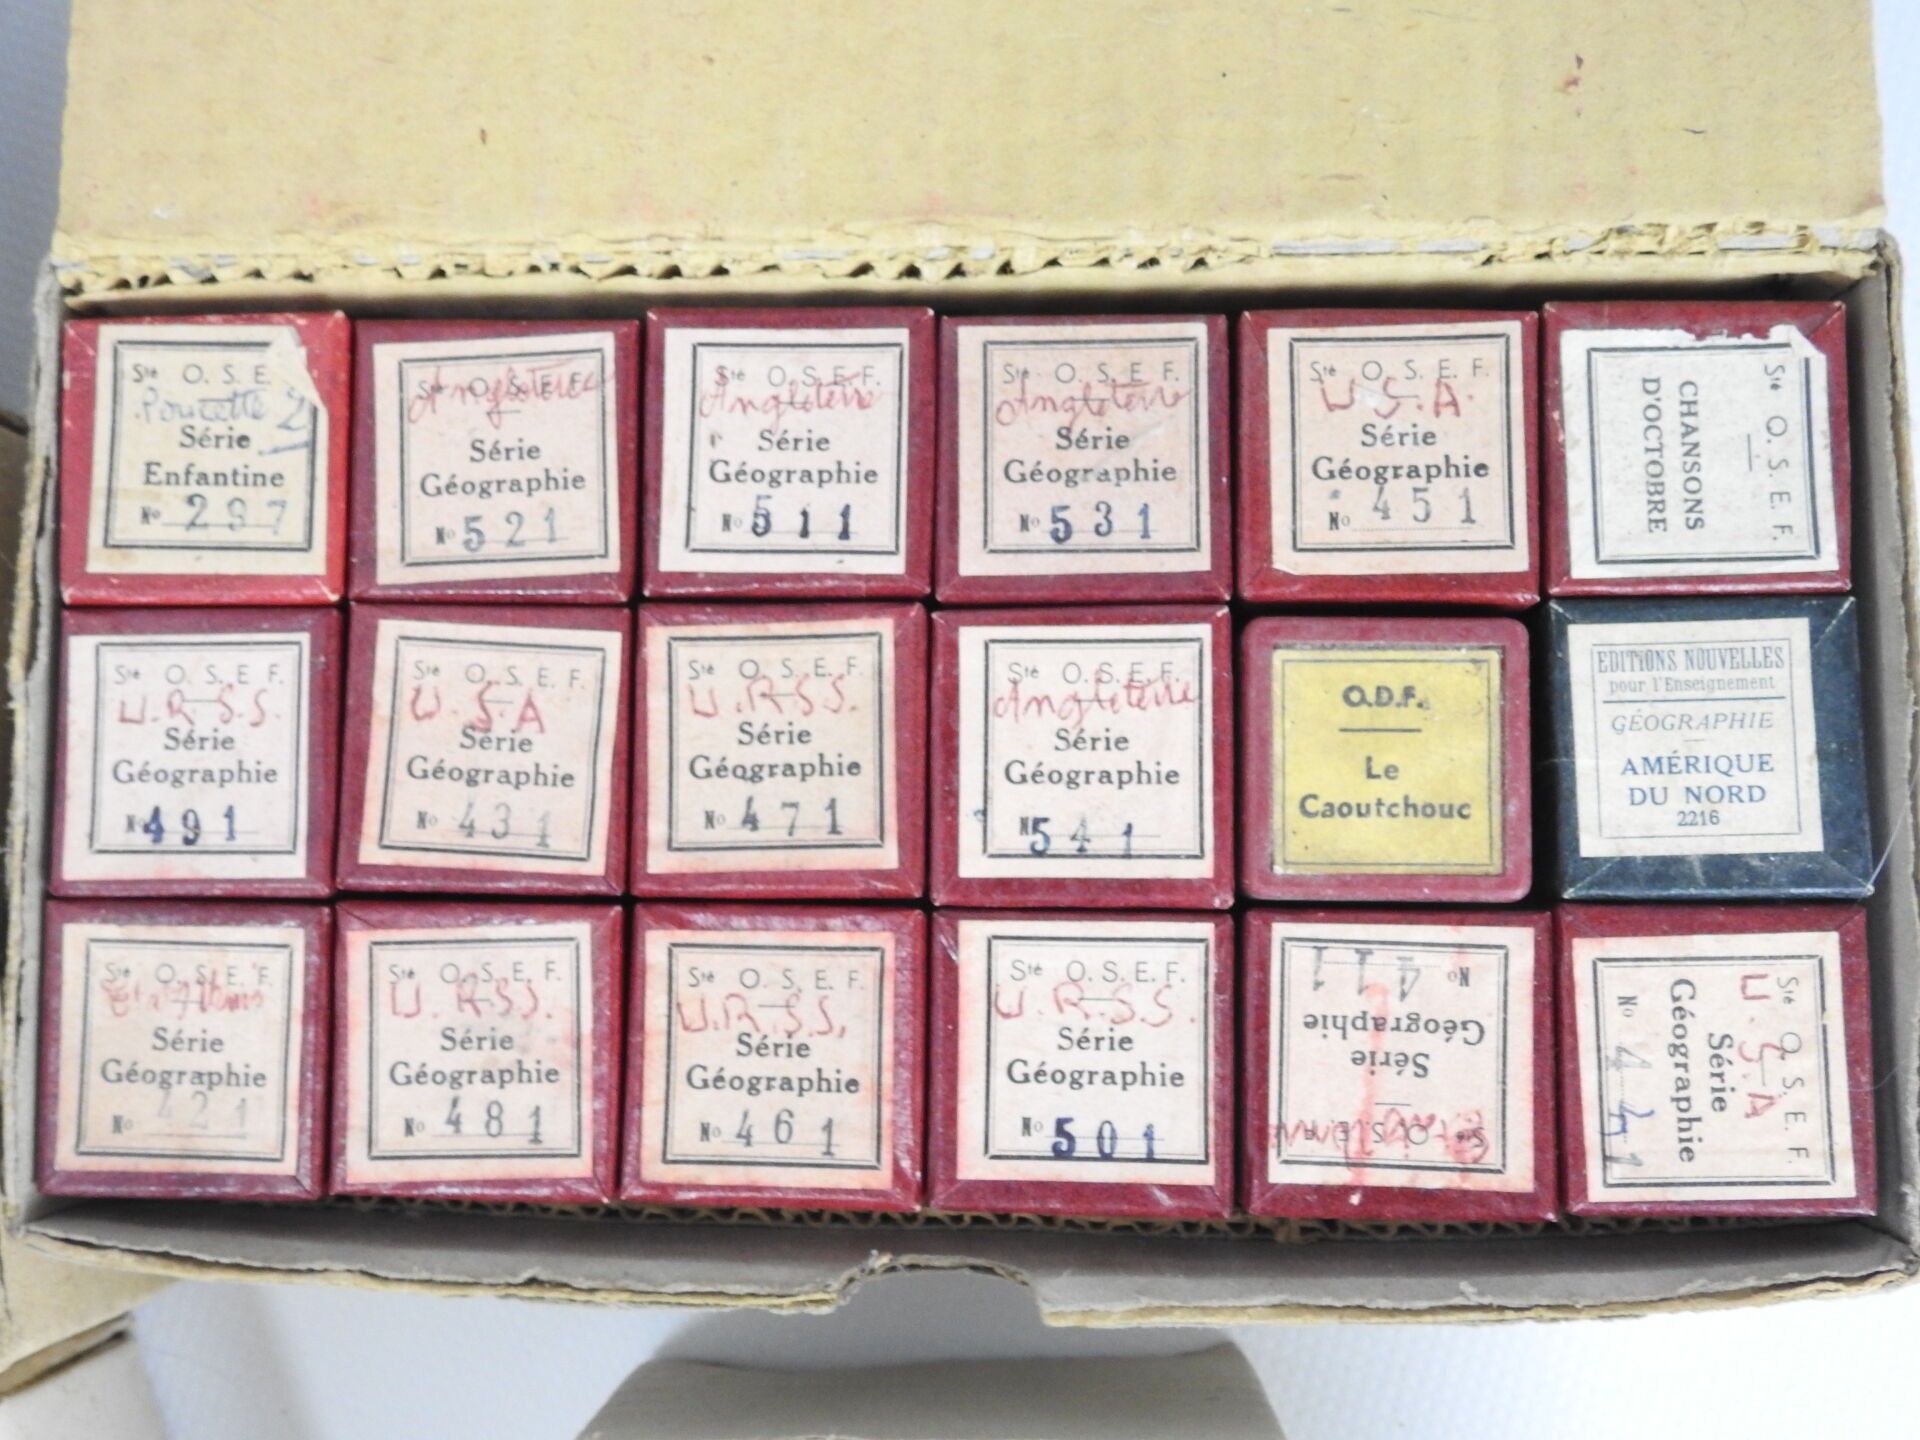 Sté O. S. E.
Poucette 2
Série
Enfantine
No 297
Sté O. S. E. F.
Angleterre
Série
Géographie
No 521
Sté O. S. E. F.
Angleterre
Série
Géographie
No 511
Sté O. S. E. F.
Angleterre
Série
Géographie
No 531
Sté O. S. E. F.
U.S.A.
Série
Géographie
No 451
Sté O. S. E. F.
CHANSONS
D'OCTOBRE
Sté O. S. E. F.
U.R.S.S.
Série
Géographie
No 491
Sté O. S. E. F.
U.S.A
Série
Géographie
No 431
Sté O. S. E. F.
U.R.S.S.
Série
Géographie
No 471
Sté O. S. E. F.
Angleterre
Série
Géographie
No 541
O.D.F.
Le
Caoutchouc
EDITIONS NOUVELLES
pour l'Enseignement
GÉOGRAPHIE
AMÉRIQUE
DU NORD
2216
Sté O. S. E. F.
Série
Géographie
No 421
Sté O. S. E. F.
U.R.S.S.
Série
Géographie
No 481
Sté O. S. E. F.
U.R.S.S.
Série
Géographie
No 461
Sté O. S. E. F.
U.R.S.S.
Série
Géographie
No 501
Sté O. S. E. F.
Série
Géographie
No 411
Sté O. S. E. F.
U.S.A
Série
Géographie
No 441